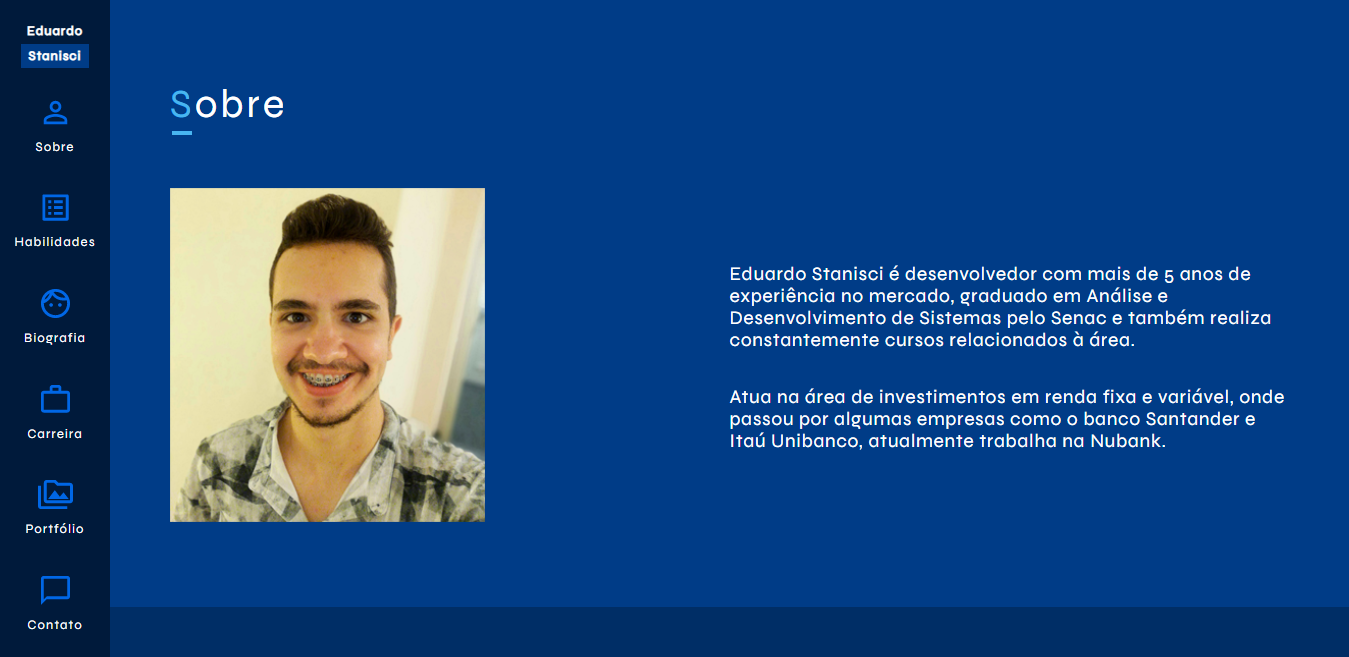 Eduardo
Stanisci
Sobre
Habilidades
Biografia
Carreira
Portfólio
Contato
Sobre
Eduardo Stanisci é desenvolvedor com mais de 5 anos de
experiência no mercado, graduado em Análise e
Desenvolvimento de Sistemas pelo Senac e também realiza
constantemente cursos relacionados à área.
Atua na área de investimentos em renda fixa e variável, onde
passou por algumas empresas como o banco Santander e
Itaú Unibanco, atualmente trabalha na Nubank.